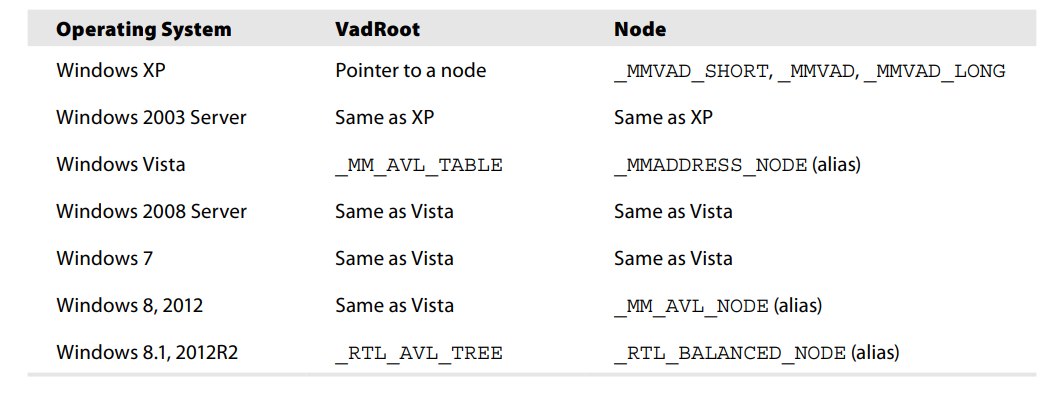 Operating System VadRoot Node
Windows XP Pointer to a node _MMVAD_SHORT, _MMVAD, _MMVAD_LONG
Windows 2003 Server Same as XP Same as XP
Windows Vista _MM_AVL_TABLE _MMADDRESS_NODE (alias)
Windows 2008 Server Same as Vista Same as Vista
Windows 7 Same as Vista Same as Vista
Windows 8, 2012 Same as Vista _MM_AVL_NODE (alias)
Windows 8.1, 2012R2 _RTL_AVL_TREE _RTL_BALANCED_NODE (alias)